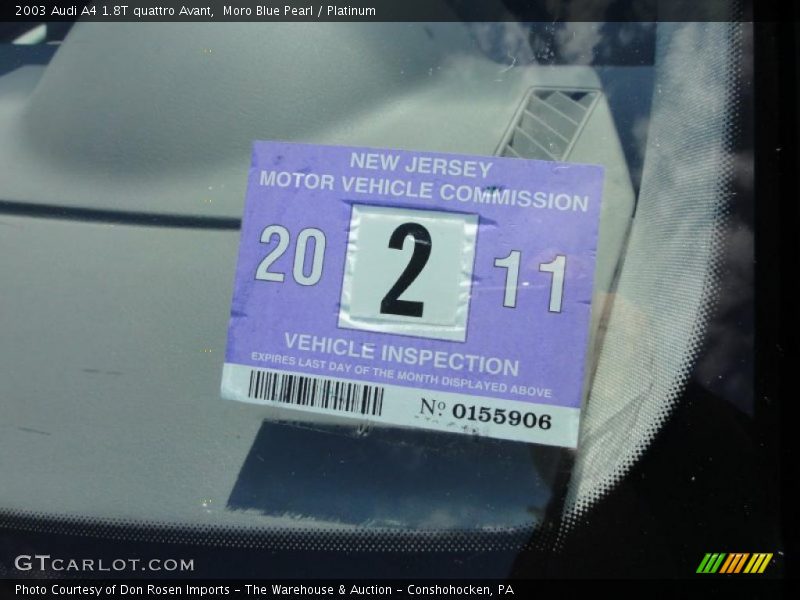 2003 Audi A4 1.8T quattro Avant, Moro Blue Pearl / Platinum
NEW JERSEY
MOTOR VEHICLE COMMISSION
20 2 11
VEHICLE INSPECTION
EXPIRES LAST DAY OF THE MONTH DISPLAYED ABOVE
Nº 0155906
GTCARLOT.COM
Photo Courtesy of Don Rosen Imports - The Warehouse & Auction - Conshohocken, PA